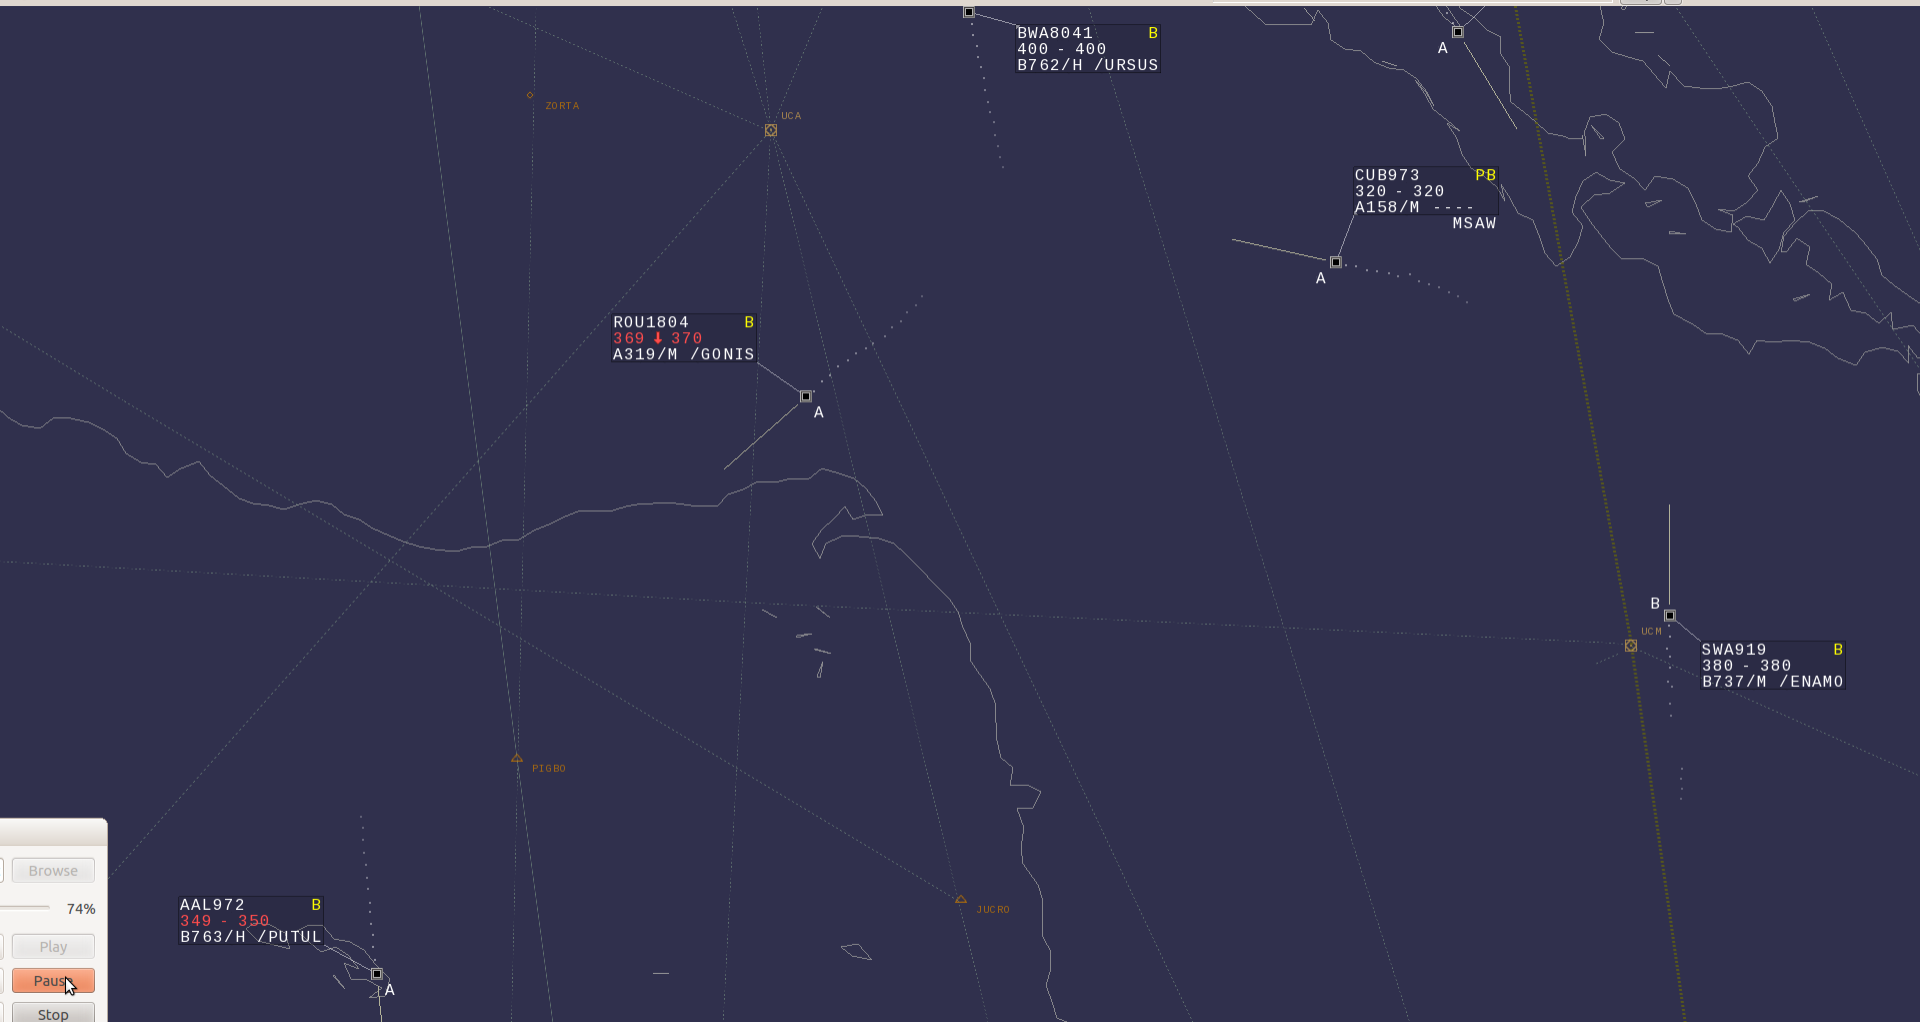 BWA8041 B
400 - 400
B762/H /URSUS
A
ZORTA
UCA
CUB973 PB
320 - 320
A158/M ----
MSAW
A
ROU1804 B
369 ↓ 370
A319/M /GONIS
A
B
UCM
SWA919 B
380 - 380
B737/M /ENAMO
PIGBO
Browse
74%
AAL972 B
349 - 350
B763/H /PUTUL
A
JUCRO
Play
Pause
Stop